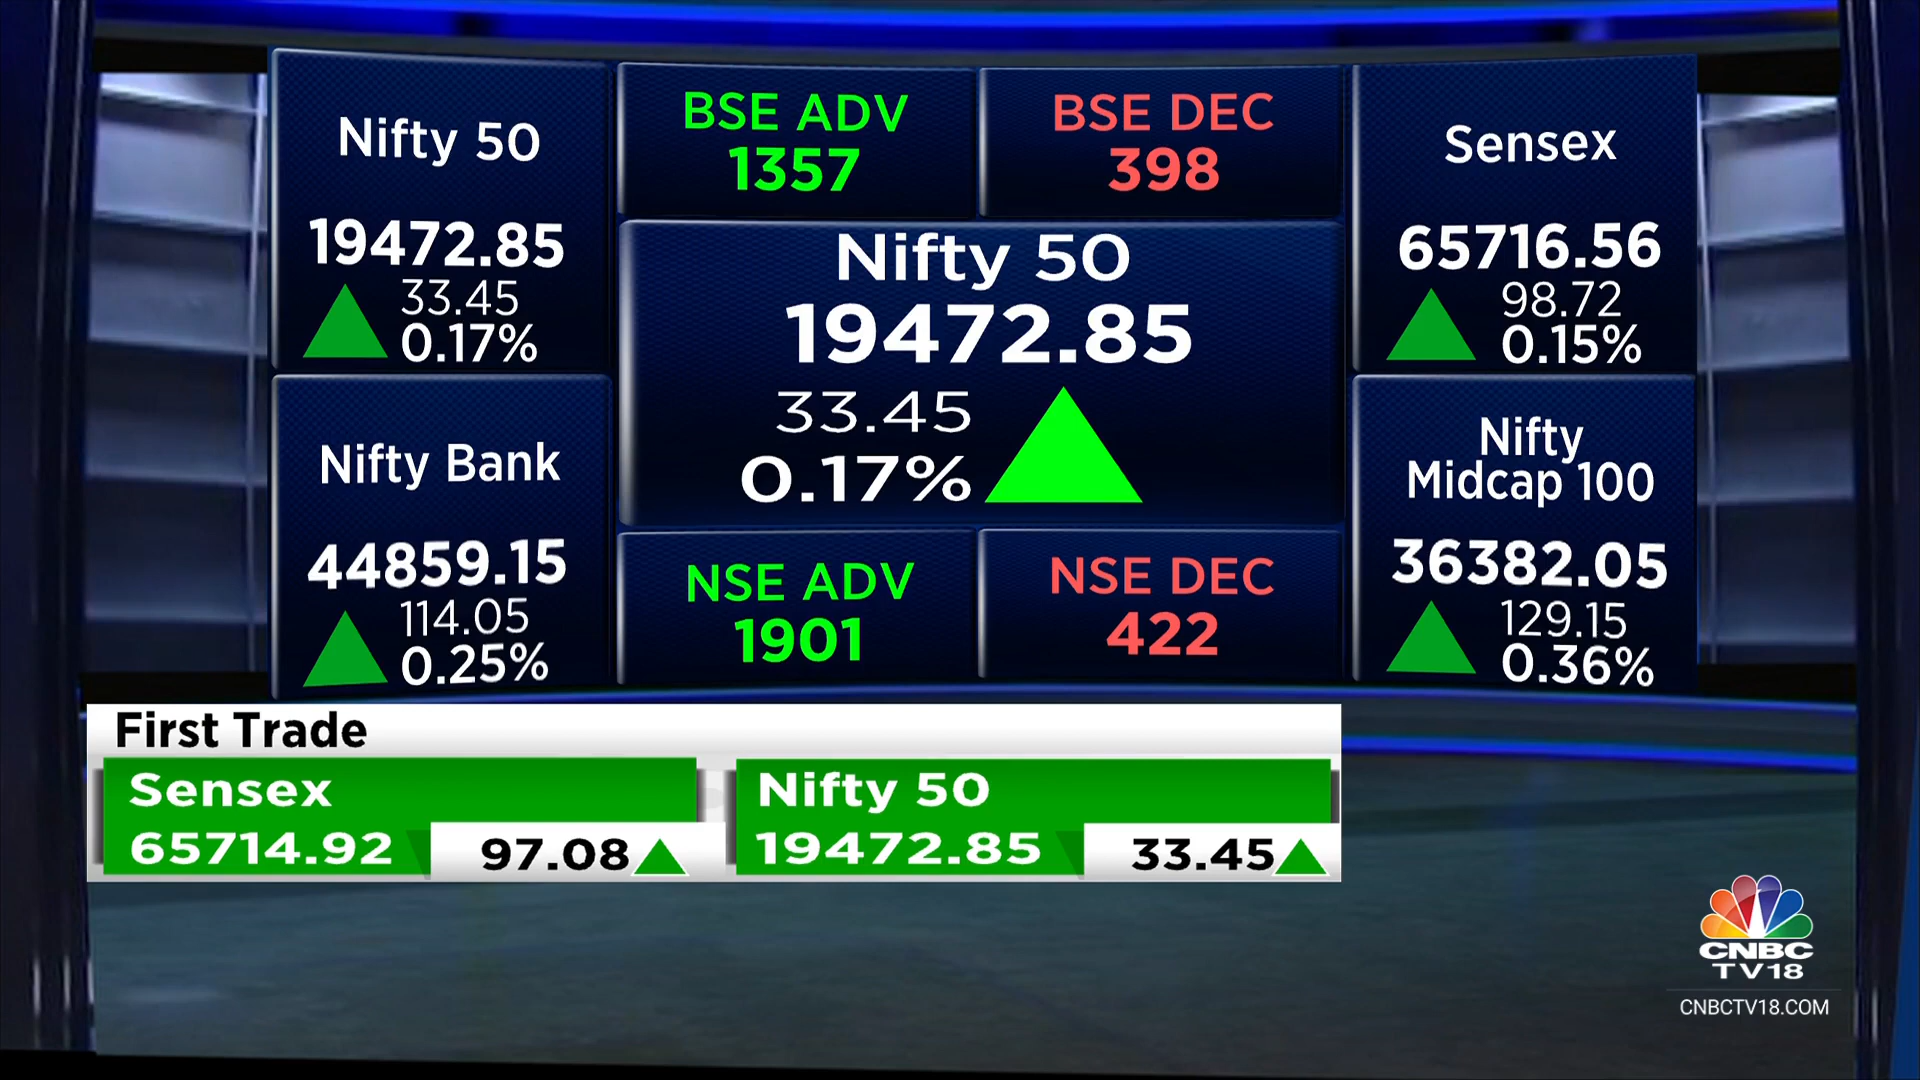 Nifty 50
19472.85
33.45
0.17%
BSE ADV
1357
BSE DEC
398
Sensex
65716.56
98.72
0.15%
Nifty 50
19472.85
33.45
0.17%
Nifty Bank
44859.15
114.05
0.25%
NSE ADV
1901
NSE DEC
422
Nifty
Midcap 100
36382.05
129.15
0.36%
First Trade
Sensex
65714.92
97.08
Nifty 50
19472.85
33.45
CNBC
TV18
CNBCTV18.COM